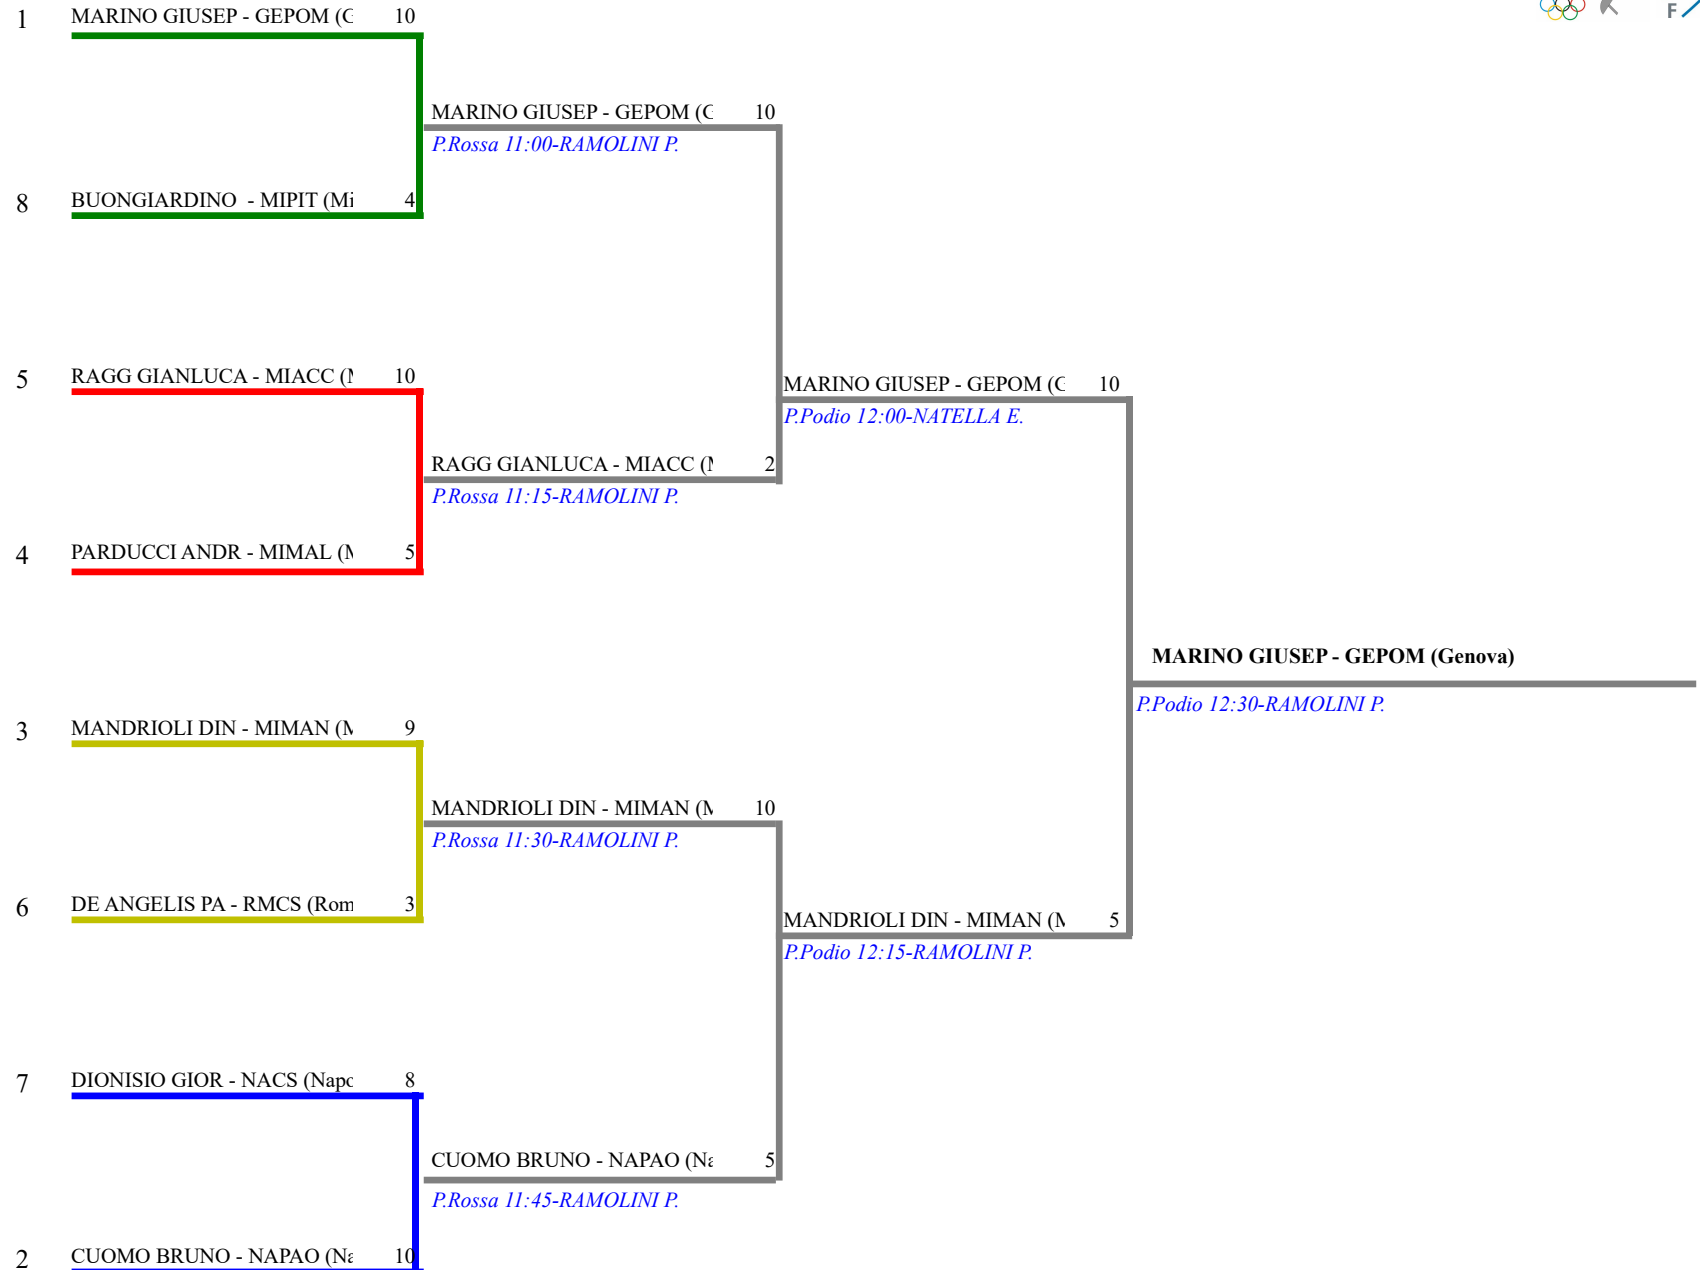 1 MARINO GIUSEP - GEPOM (G 10
MARINO GIUSEP - GEPOM (G 10
P.Rossa 11:00-RAMOLINI P.
8 BUONGIARDINO - MIPIT (Mi 4
5 RAGG GIANLUCA - MIACC (M 10
MARINO GIUSEP - GEPOM (G 10
P.Podio 12:00-NATELLA E.
RAGG GIANLUCA - MIACC (M 2
P.Rossa 11:15-RAMOLINI P.
4 PARDUCCI ANDR - MIMAL (M 5
MARINO GIUSEP - GEPOM (Genova)
P.Podio 12:30-RAMOLINI P.
3 MANDRIOLI DIN - MIMAN (M 9
MANDRIOLI DIN - MIMAN (M 10
P.Rossa 11:30-RAMOLINI P.
6 DE ANGELIS PA - RMCS (Rom 3
MANDRIOLI DIN - MIMAN (M 5
P.Podio 12:15-RAMOLINI P.
7 DIONISIO GIOR - NACS (Napo 8
CUOMO BRUNO - NAPAO (Na 5
P.Rossa 11:45-RAMOLINI P.
2 CUOMO BRUNO - NAPAO (Na 10
F